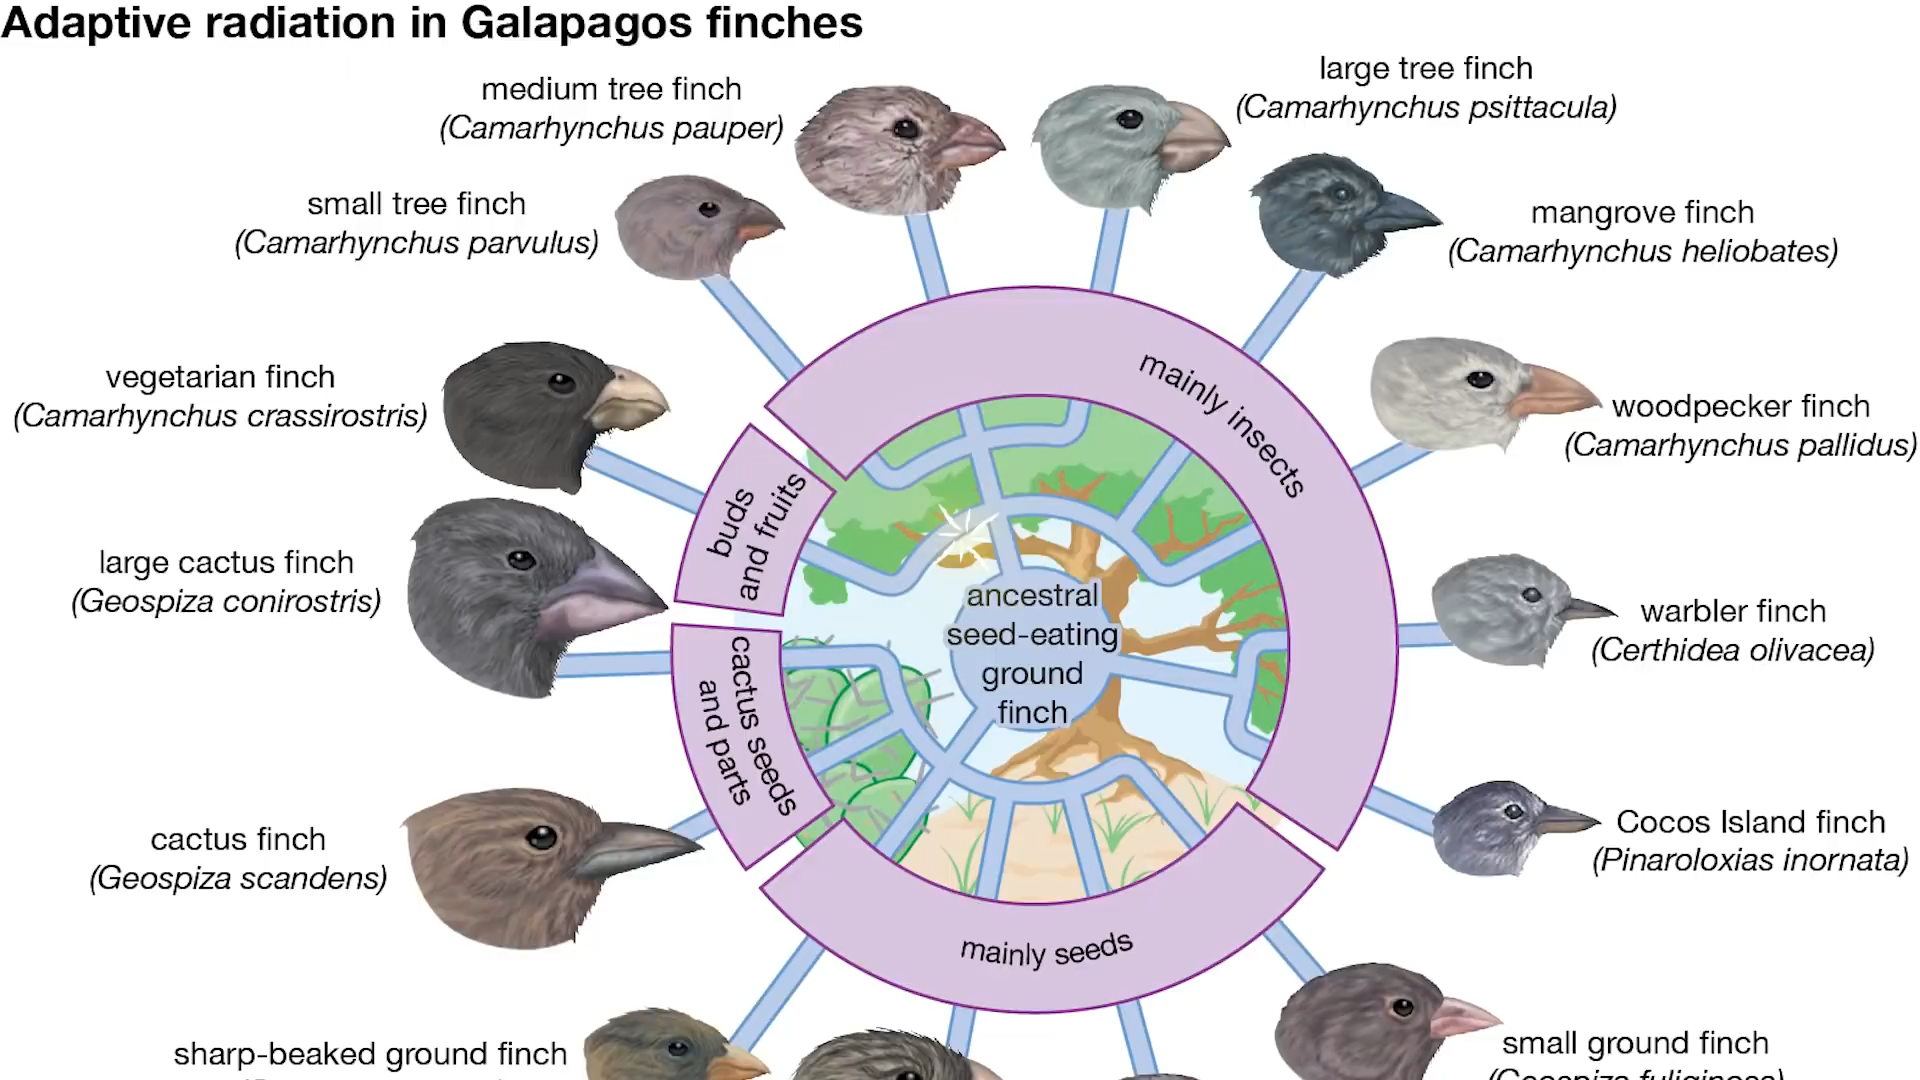 Adaptive radiation in Galapagos finches
medium tree finch
(Camarhynchus pauper)
large tree finch
(Camarhynchus psittacula)
small tree finch
(Camarhynchus parvulus)
mangrove finch
(Camarhynchus heliobates)
vegetarian finch
(Camarhynchus crassirostris)
woodpecker finch
(Camarhynchus pallidus)
large cactus finch
(Geospiza conirostris)
warbler finch
(Certhidea olivacea)
cactus finch
(Geospiza scandens)
Cocos Island finch
(Pinaroloxias inornata)
mainly insects
buds
and fruits
cactus seeds
and parts
ancestral
seed-eating
ground
finch
mainly seeds
sharp-beaked ground finch
small ground finch
(Geospiza fuliginosa)